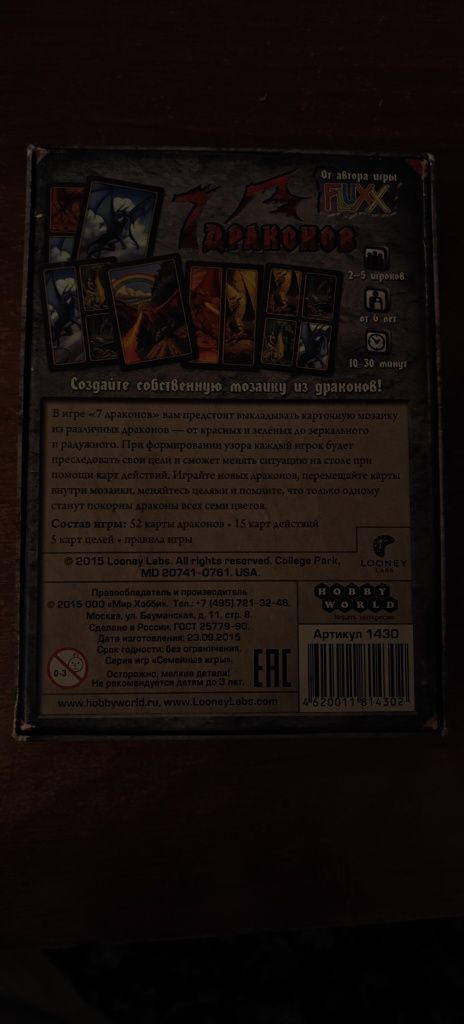 От автора игры
FLUXX
7 ДРАКОНОВ
2–5 игроков
от 6 лет
10–30 минут
Создайте собственную мозаику из драконов!
В игре «7 драконов» вам предстоит выкладывать карточную мозаику
из различных драконов — от красных и зелёных до зеркального
и радужного. При формировании узора каждый игрок будет
преследовать свои цели и сможет менять ситуацию на столе при
помощи карт действий. Играйте новых драконов, перемещайте карты
внутри мозаики, меняйтесь целями и помните, что только одному
станут покорны драконы всех семи цветов.
Состав игры: 52 карты драконов • 15 карт действий
5 карт целей • правила игры
LOONEY
LABS
© 2015 Looney Labs. All rights reserved. College Park,
MD 20741-0761. USA.
Правообладатель и производитель
© 2015 ООО «Мир Хобби». Тел.: +7 (495) 721-32-48.
Москва, ул. Бауманская, д. 11, стр. 8.
Сделано в России. ГОСТ 25779-90.
Дата изготовления: 23.09.2015
Срок годности: без ограничения.
Серия игр «Семейные игры».
Осторожно, мелкие детали!
Не рекомендуется детям до 3 лет.
0-3
EAC
www.hobbyworld.ru, www.LooneyLabs.com
HOBBY
WORLD
Играть интересно
Артикул 1430
4 620011 814302